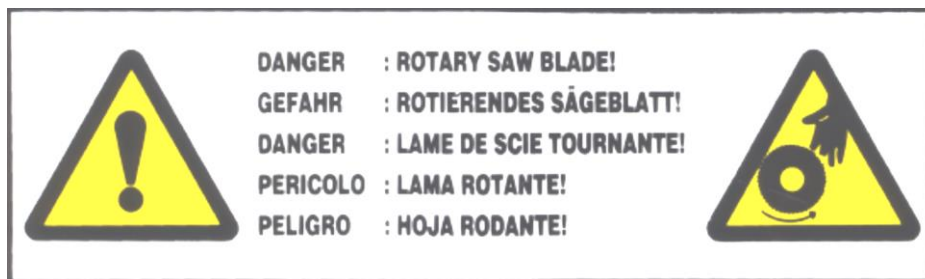 DANGER : ROTARY SAW BLADE!
GEFAHR : ROTIERENDES SÄGEBLATT!
DANGER : LAME DE SCIE TOURNANTE!
PERICOLO : LAMA ROTANTE!
PELIGRO : HOJA RODANTE!